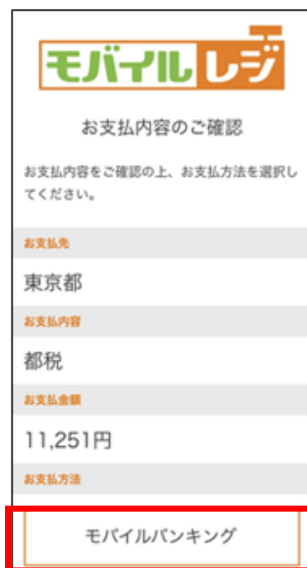 モバイルレジ
お支払内容のご確認
お支払内容をご確認の上、お支払方法を選択し
てください。
お支払先
東京都
お支払内容
都税
お支払金額
11,251円
お支払方法
モバイルバンキング